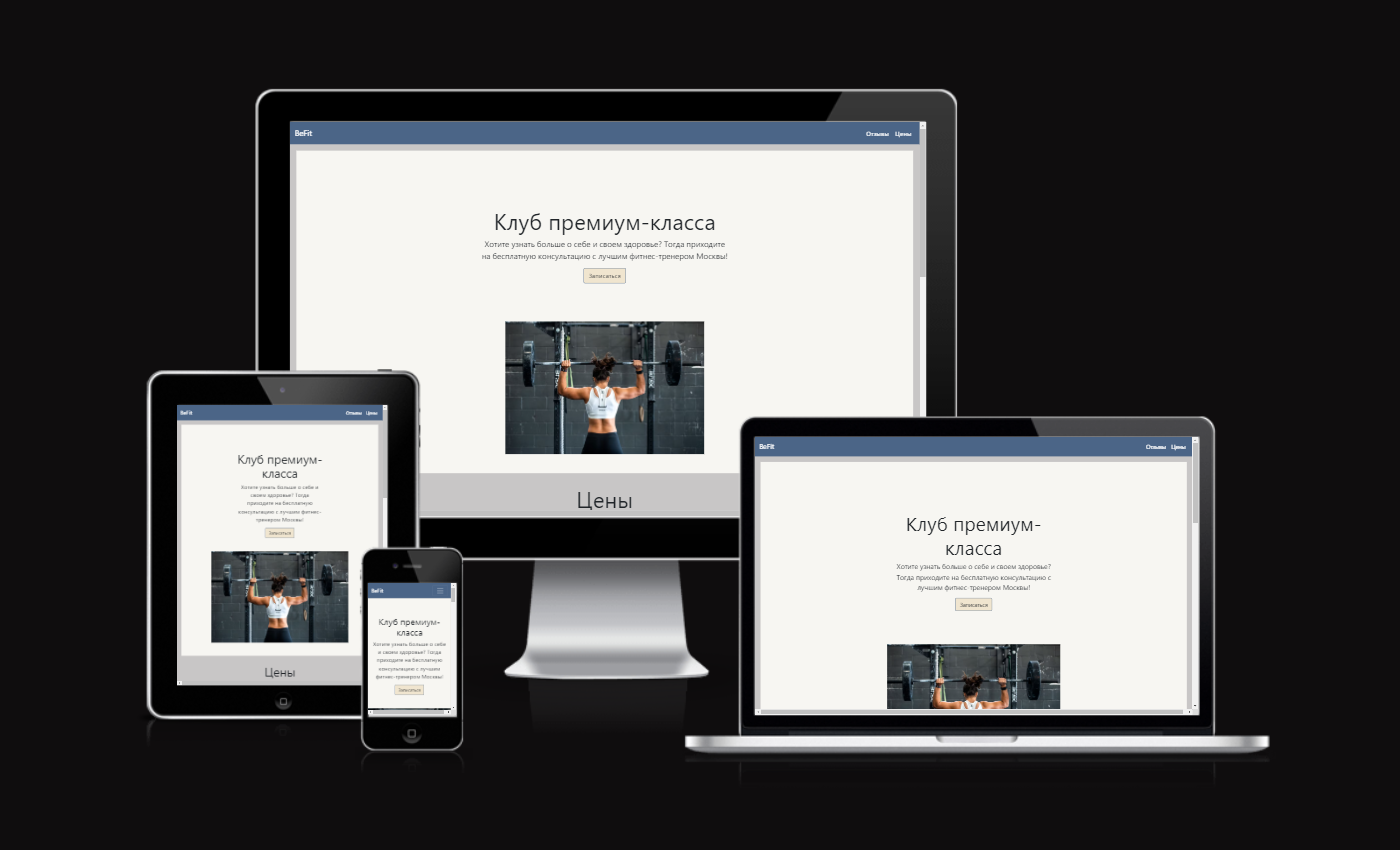 BeFit
Отзывы Цены
Клуб премиум-класса
Хотите узнать больше о себе и своем здоровье? Тогда приходите
на бесплатную консультацию с лучшим фитнес-тренером Москвы!
Записаться
Цены
BeFit
Отзывы Цены
Клуб премиум-
класса
Хотите узнать больше о себе и
своем здоровье? Тогда
приходите на бесплатную
консультацию с лучшим фитнес-
тренером Москвы!
Записаться
Цены
BeFit
Клуб премиум-
класса
Хотите узнать больше о себе
и своем здоровье? Тогда
приходите на бесплатную
консультацию с лучшим
фитнес-тренером Москвы!
Записаться
BeFit
Отзывы Цены
Клуб премиум-
класса
Хотите узнать больше о себе и своем здоровье?
Тогда приходите на бесплатную консультацию с
лучшим фитнес-тренером Москвы!
Записаться